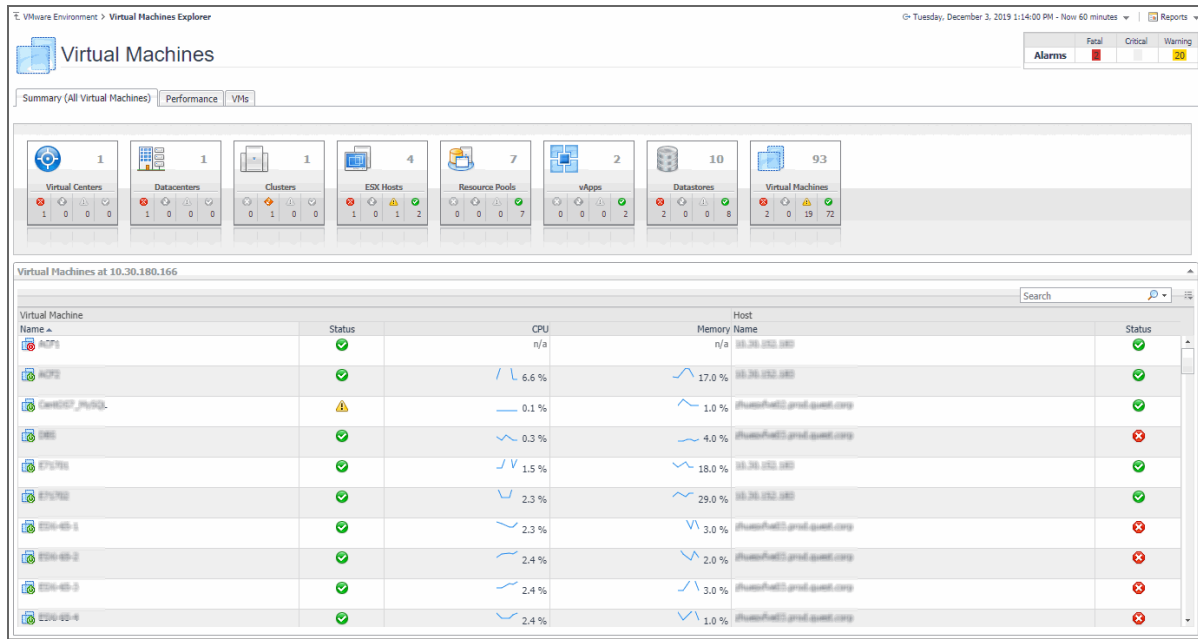 VMware Environment > Virtual Machines Explorer
Tuesday, December 3, 2019 1:14:00 PM - Now 60 minutes
Reports
Virtual Machines
Fatal Critical Warning
Alarms 2 20
Summary (All Virtual Machines) Performance VMs
1 1 1 4 7 2 10 93
Virtual Centers Datacenters Clusters ESX Hosts Resource Pools vApps Datastores Virtual Machines
1 0 0 0 1 0 0 0 0 1 0 0 1 0 1 2 0 0 0 7 0 0 0 2 2 0 0 8 2 0 19 72
Virtual Machines at 10.30.180.166
Search
Virtual Machine Host
Name Status CPU Memory Name Status
n/a n/a
6.6 % 17.0 %
0.1 % 1.0 %
0.3 % 4.0 %
1.5 % 18.0 %
2.3 % 29.0 %
2.3 % 3.0 %
2.4 % 2.0 %
2.4 % 3.0 %
2.4 % 1.0 %